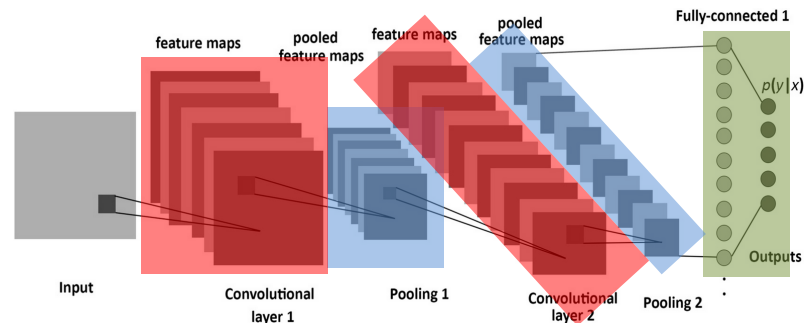 Fully-connected 1
feature maps
pooled
feature maps
feature maps
pooled
feature maps
p(y|x)
Outputs
Input
Convolutional
layer 1
Pooling 1
Convolutional
layer 2
Pooling 2